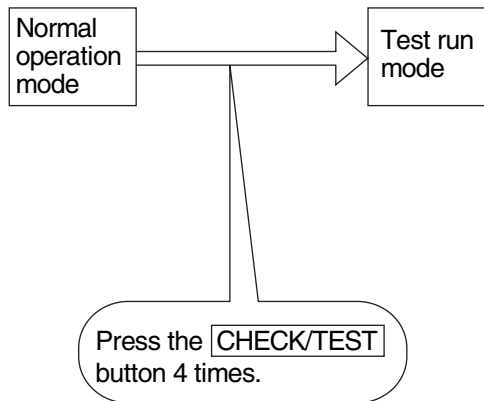 Normal
operation
mode
Test run
mode
Press the CHECK/TEST
button 4 times.